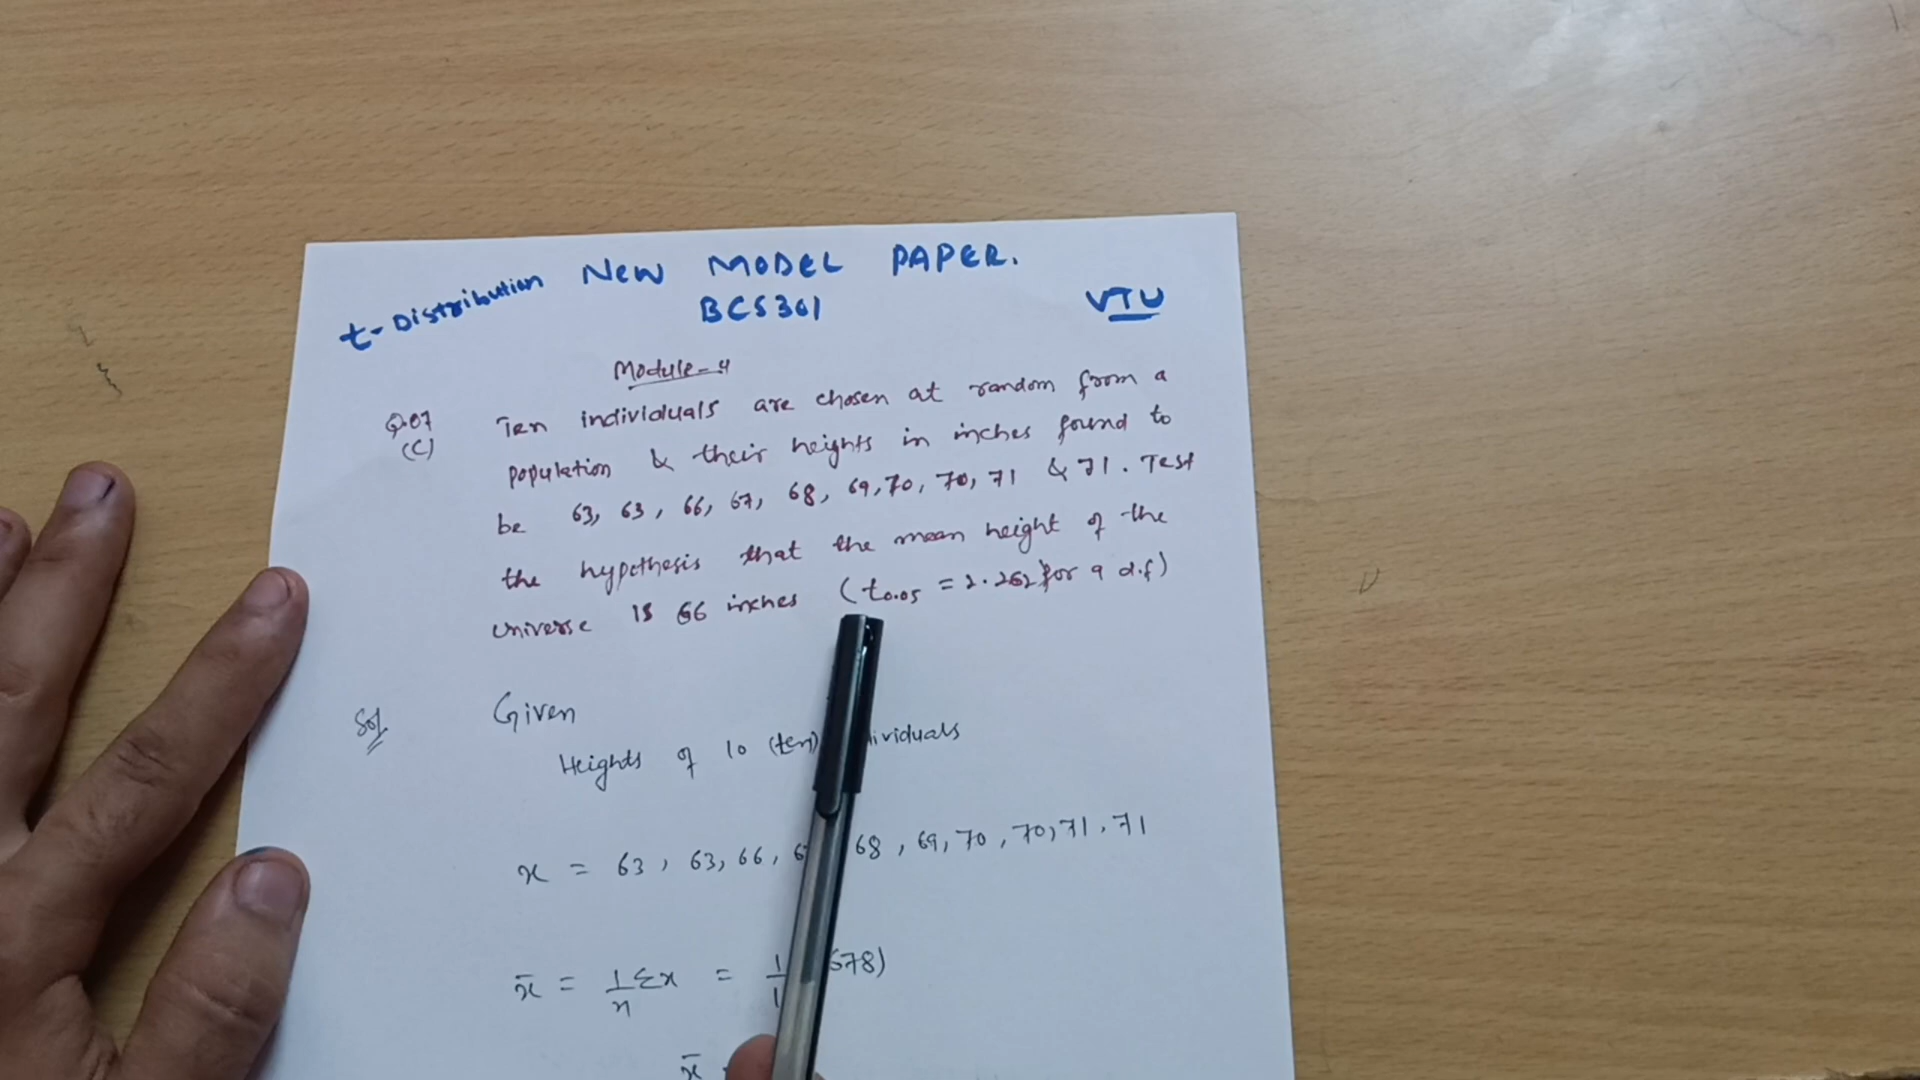 t-Distribution NEW MODEL PAPER.
BCS301 VTU
Module-4
Q.07 Ten individuals are chosen at random from a
(C) population & their heights in inches found to
be 63, 63, 66, 67, 68, 69, 70, 70, 71 & 71. Test
the hypothesis that the mean height of the
universe is 66 inches (t0.05 = 2.262 for 9 d.f)
Sol Given
Heights of 10 (ten)
x = 63, 63, 66, 68, 69, 70, 70, 71, 71
x̄ = 1/n Σx = 678)
x̄